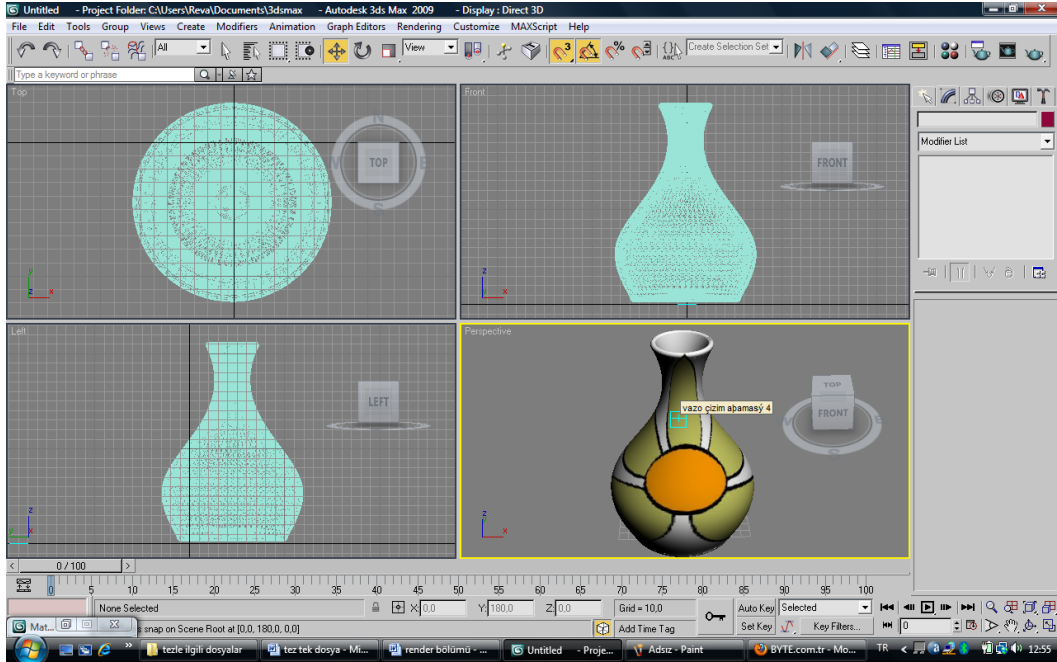 Untitled - Project Folder: C:\Users\Reva\Documents\3dsmax - Autodesk 3ds Max 2009 - Display : Direct 3D
File Edit Tools Group Views Create Modifiers Animation Graph Editors Rendering Customize MAXScript Help
All View Create Selection Set
Type a keyword or phrase
Top Front
N
TOP FRONT
S
Modifier List
Left Perspective
LEFT
vazo çizim aþamasý 4
TOP
FRONT
0 / 100
0 5 10 15 20 25 30 35 40 45 50 55 60 65 70 75 80 85 90 95 100
None Selected X: 0,0 Y: 180,0 Z: 0,0 Grid = 10,0 Auto Key Selected
Mat... s snap on Scene Root at [0,0, 180,0, 0,0] Add Time Tag Set Key Key Filters... 0
tezle ilgili dosyalar tez tek dosya - Mi... render bölümü - ... Untitled - Proje... Adsız - Paint BYTE.com.tr - Mo... TR 12:55